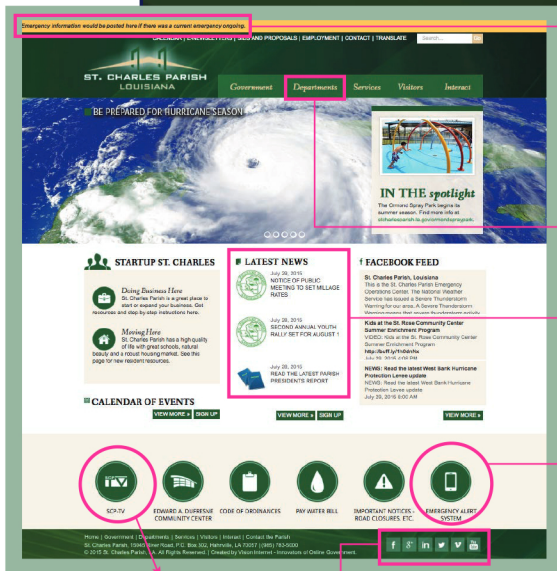 Emergency information would be posted here if there was a current emergency ongoing.
CALENDAR | E-NEWSLETTERS | BIDS AND PROPOSALS | EMPLOYMENT | CONTACT | TRANSLATE
Search...
ST. CHARLES PARISH
LOUISIANA
Government Departments Services Visitors Interact
BE PREPARED FOR HURRICANE SEASON
IN THE spotlight
The Ormond Spray Park begins its
summer season. Find more info at
STARTUP ST. CHARLES
Doing Business Here
St. Charles Parish is a great place to
start or expand your business. Get
resources and step by step instructions here.
Moving Here
St. Charles Parish has a high quality
of life with great schools, natural
beauty and a robust housing market. See this
page for new resident resources.
CALENDAR OF EVENTS
VIEW MORE » SIGN UP
LATEST NEWS
July 28, 2015
NOTICE OF PUBLIC
MEETING TO SET MILLAGE
RATES
July 28, 2015
SECOND ANNUAL YOUTH
RALLY SET FOR AUGUST 1
July 28, 2015
READ THE LATEST PARISH
PRESIDENTS REPORT
VIEW MORE » SIGN UP
f FACEBOOK FEED
St. Charles Parish, Louisiana
This is the St. Charles Parish Emergency
Operations Center. The National Weather
Service has issued a Severe Thunderstorm
Warning for our area. A Severe Thunderstorm
Warning means that severe thunderstorm activity
Kids at the St. Rose Community Center
Summer Enrichment Program
VIDEO: Kids at the St. Rose Community Center
Summer Enrichment Program
NEWS: Read the latest West Bank Hurricane
Protection Levee update
NEWS: Read the latest West Bank Hurricane
Protection Levee update
July 29, 2015 8:00 AM
VIEW MORE »
SCP-TV
EDWARD A. DUFRESNE
COMMUNITY CENTER
CODE OF ORDINANCES
PAY WATER BILL
IMPORTANT NOTICES -
ROAD CLOSURES, ETC.
EMERGENCY ALERT
SYSTEM
Home | Government | Departments | Services | Visitors | Interact | Contact the Parish
St. Charles Parish, 15045 River Road, P.O. Box 302, Hahnville, LA 70057 | (985) 783-5000
© 2015 St. Charles Parish, LA. All Rights Reserved. | Created by Vision Internet - Innovators of Online Government